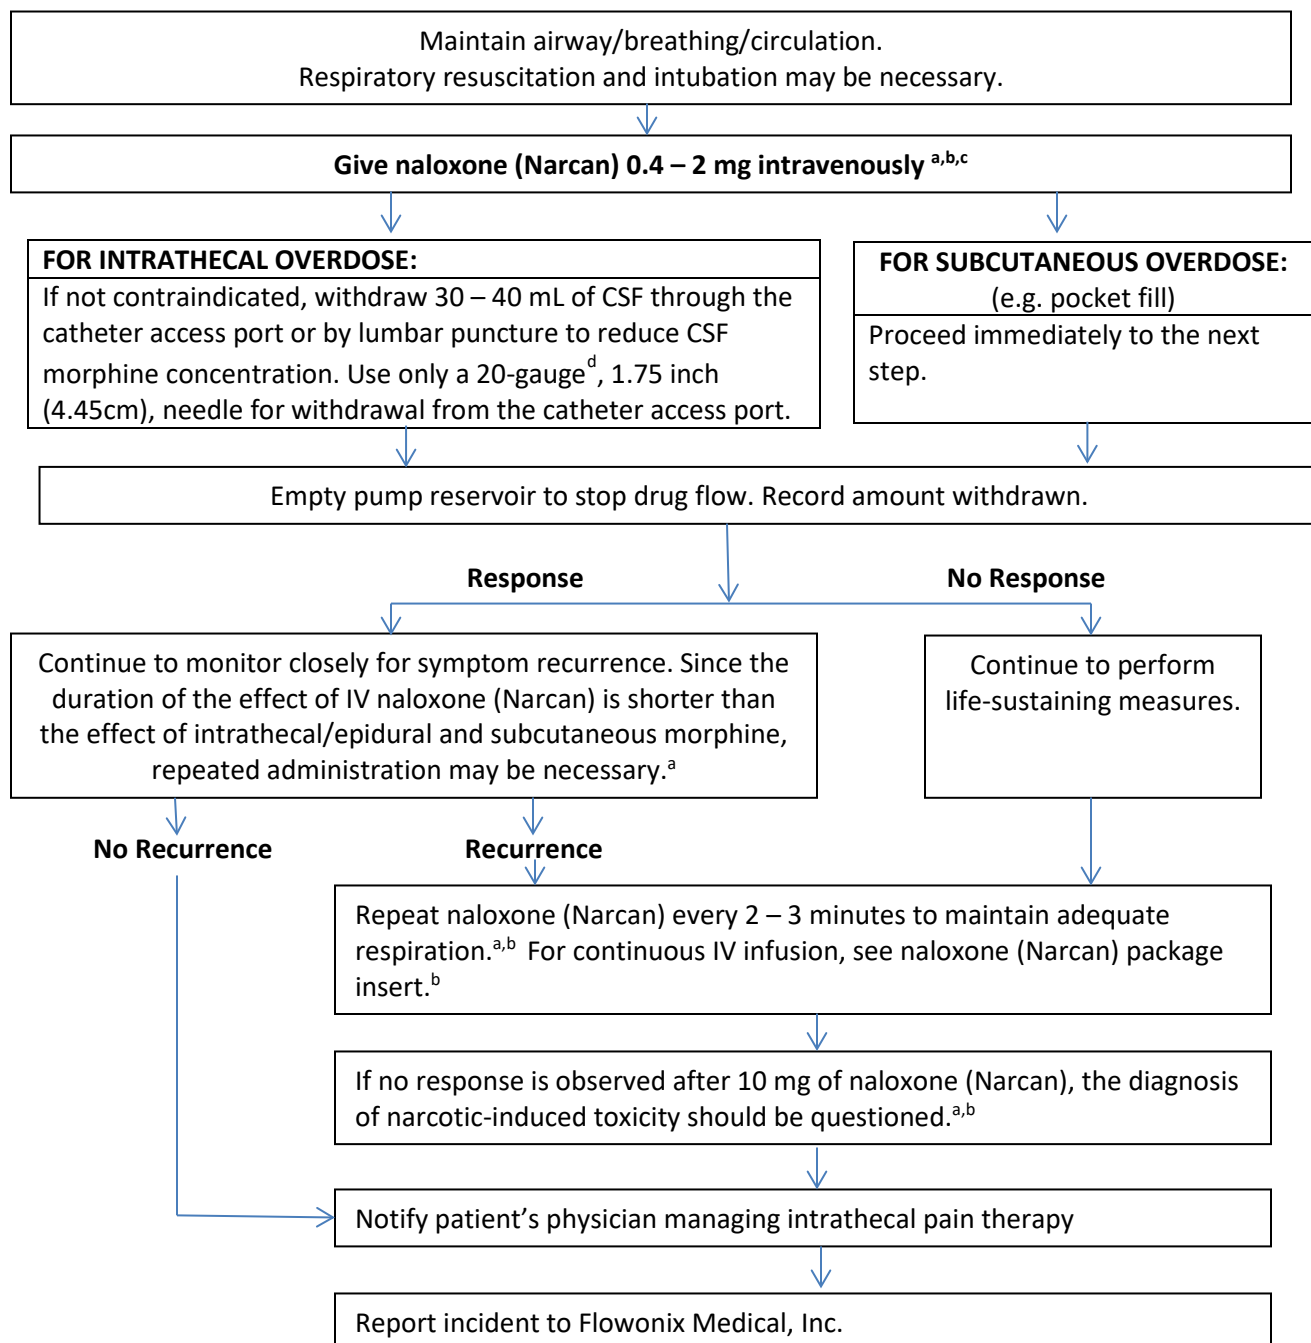 Maintain airway/breathing/circulation.
Respiratory resuscitation and intubation may be necessary.
Give naloxone (Narcan) 0.4 – 2 mg intravenously a,b,c
FOR INTRATHECAL OVERDOSE:
If not contraindicated, withdraw 30 – 40 mL of CSF through the
catheter access port or by lumbar puncture to reduce CSF
morphine concentration. Use only a 20-gauged, 1.75 inch
(4.45cm), needle for withdrawal from the catheter access port.
FOR SUBCUTANEOUS OVERDOSE:
(e.g. pocket fill)
Proceed immediately to the next
step.
Empty pump reservoir to stop drug flow. Record amount withdrawn.
Response
No Response
Continue to monitor closely for symptom recurrence. Since the
duration of the effect of IV naloxone (Narcan) is shorter than
the effect of intrathecal/epidural and subcutaneous morphine,
repeated administration may be necessary.a
Continue to perform
life-sustaining measures.
No Recurrence
Recurrence
Repeat naloxone (Narcan) every 2 – 3 minutes to maintain adequate
respiration.a,b For continuous IV infusion, see naloxone (Narcan) package
insert.b
If no response is observed after 10 mg of naloxone (Narcan), the diagnosis
of narcotic-induced toxicity should be questioned.a,b
Notify patient’s physician managing intrathecal pain therapy
Report incident to Flowonix Medical, Inc.